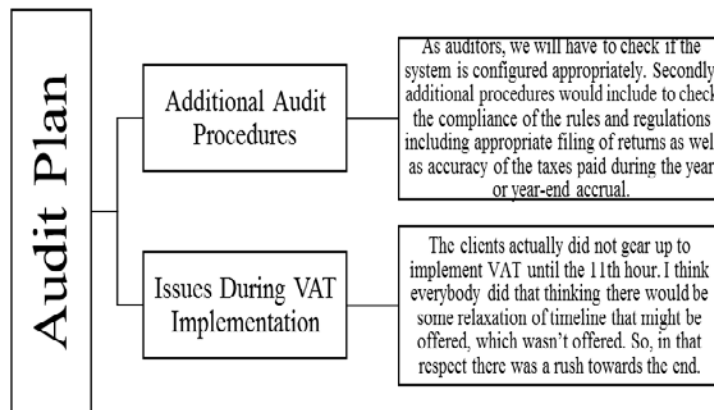 Audit Plan
Additional Audit
Procedures
As auditors, we will have to check if the
system is configured appropriately. Secondly
additional procedures would include to check
the compliance of the rules and regulations
including appropriate filing of returns as well
as accuracy of the taxes paid during the year
or year-end accrual.
Issues During VAT
Implementation
The clients actually did not gear up to
implement VAT until the 11th hour. I think
everybody did that thinking there would be
some relaxation of timeline that might be
offered, which wasn't offered. So, in that
respect there was a rush towards the end.